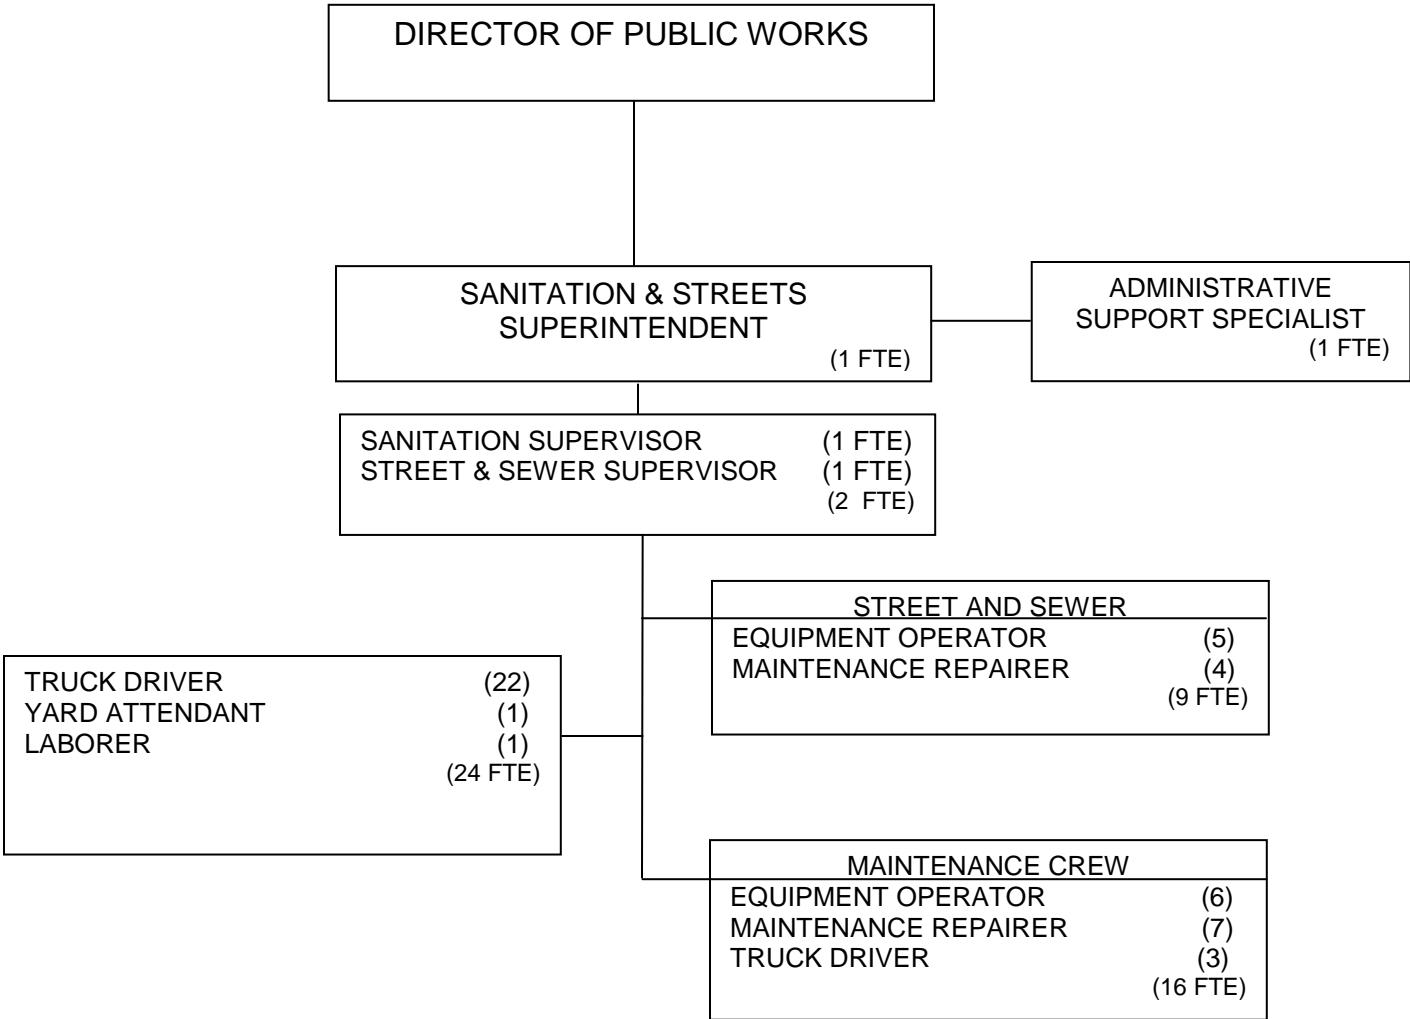 DIRECTOR OF PUBLIC WORKS
SANITATION & STREETS
SUPERINTENDENT
(1 FTE)
ADMINISTRATIVE
SUPPORT SPECIALIST
(1 FTE)
SANITATION SUPERVISOR (1 FTE)
STREET & SEWER SUPERVISOR (1 FTE)
(2 FTE)
STREET AND SEWER
EQUIPMENT OPERATOR (5)
MAINTENANCE REPAIRER (4)
(9 FTE)
TRUCK DRIVER (22)
YARD ATTENDANT (1)
LABORER (1)
(24 FTE)
MAINTENANCE CREW
EQUIPMENT OPERATOR (6)
MAINTENANCE REPAIRER (7)
TRUCK DRIVER (3)
(16 FTE)